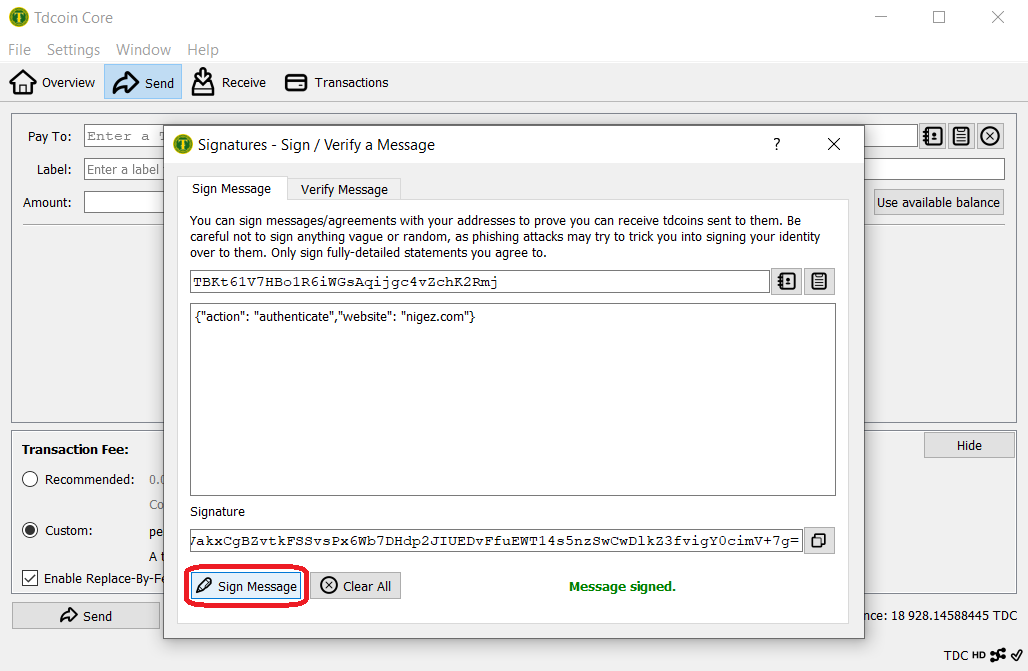 Tdcoin Core
File Settings Window Help
Overview Send Receive Transactions
Pay To: Enter a
Label: Enter a label
Amount: Use available balance
Signatures - Sign / Verify a Message ?
Sign Message Verify Message
You can sign messages/agreements with your addresses to prove you can receive tdcoins sent to them. Be
careful not to sign anything vague or random, as phishing attacks may try to trick you into signing your identity
over to them. Only sign fully-detailed statements you agree to.
TBKt61V7HBo1R6iWGsAqijgc4vZchK2Rmj
{"action": "authenticate","website": "nigez.com"}
Transaction Fee: Hide
Recommended: 0.0
Co
Custom: pe
A t
Enable Replace-By-Fe
Signature
/akxCgBZvtkFSSvsPx6Wb7DHdp2JIUEDvFfuEWT14s5nzSwCwDlkZ3fvigY0cimV+7g=
Sign Message Clear All Message signed.
Send nce: 18 928.14588445 TDC
TDC HD